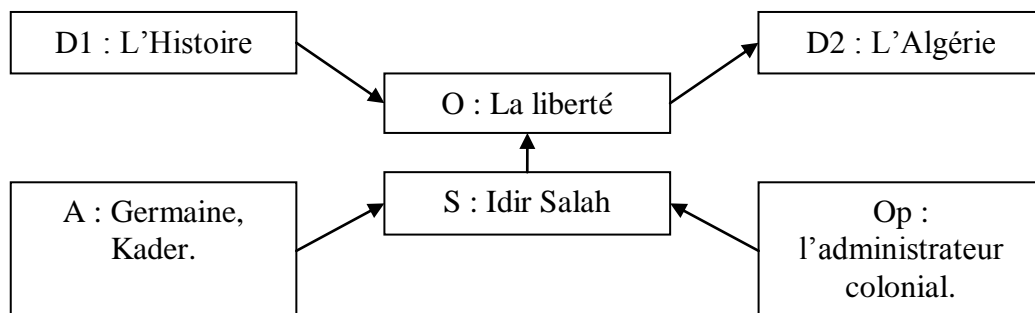 D1 : L’Histoire
D2 : L’Algérie
O : La liberté
A : Germaine,
Kader.
S : Idir Salah
Op :
l’administrateur
colonial.